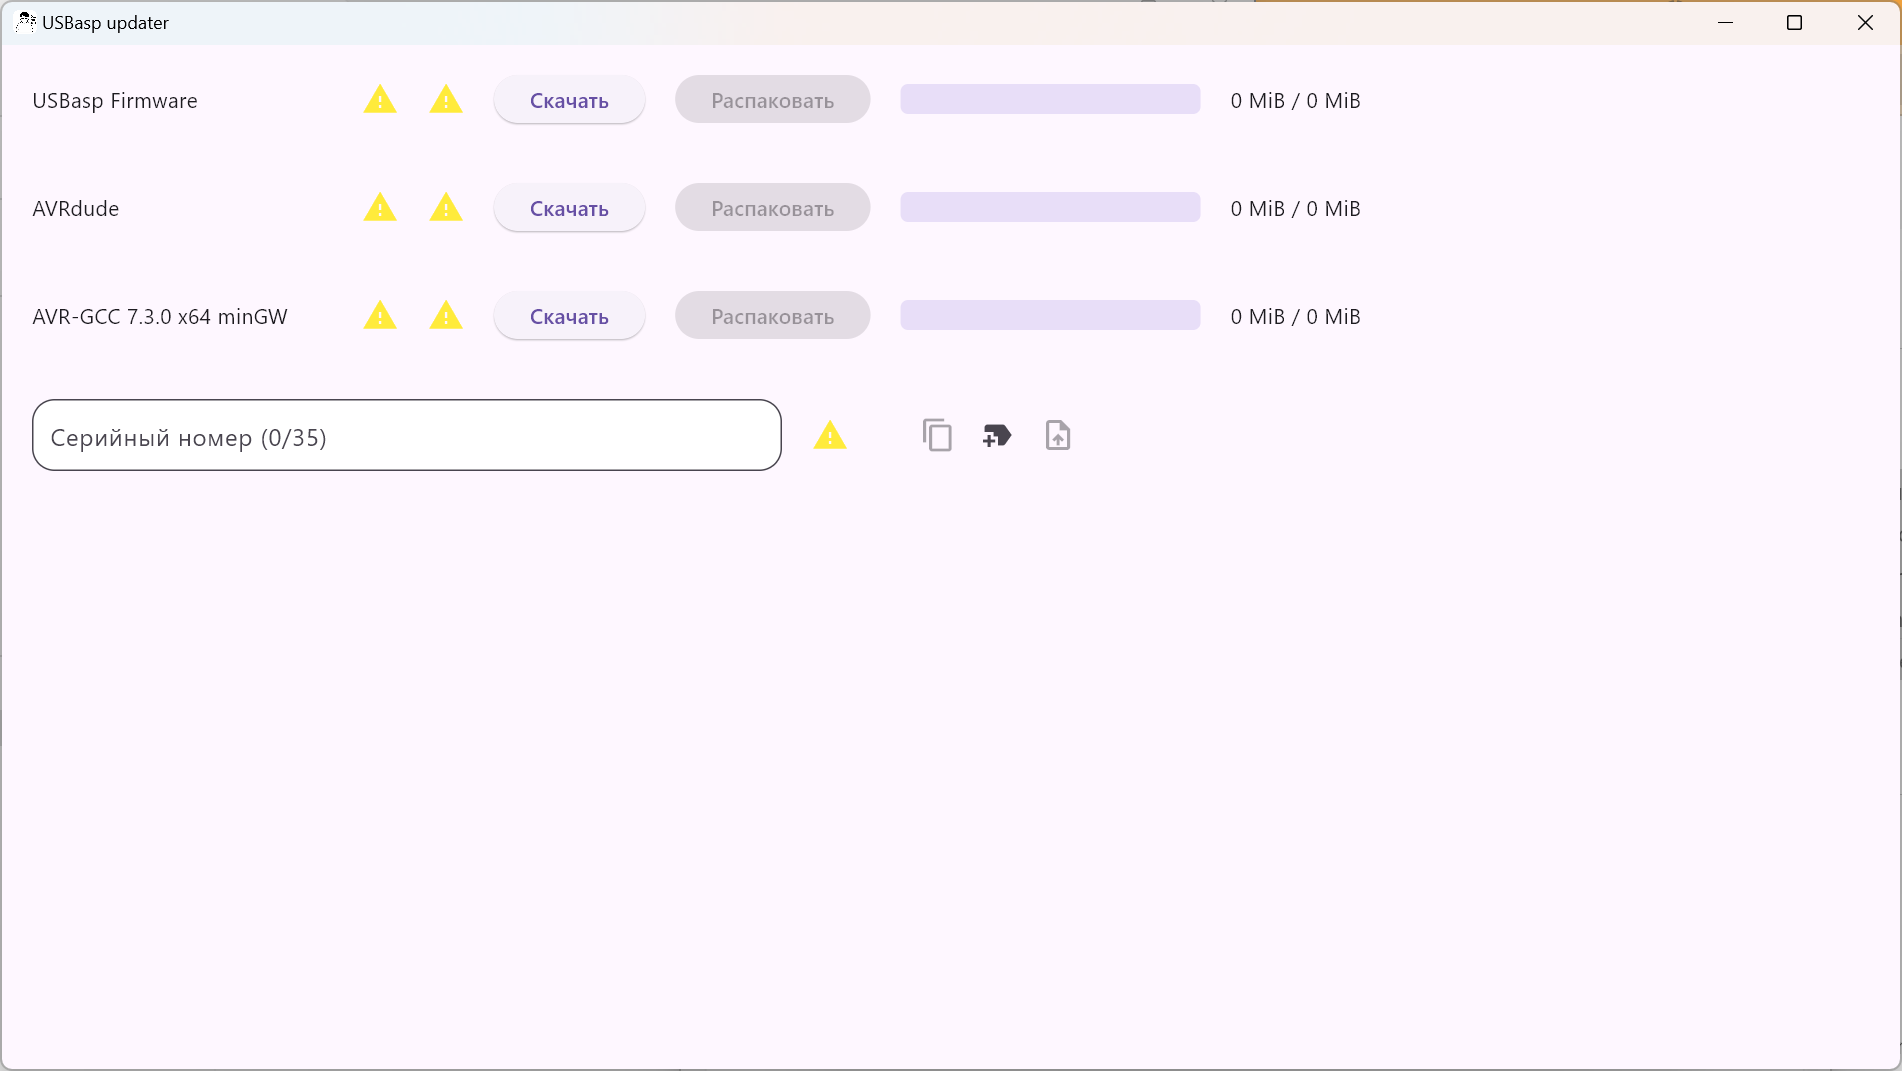 USBasp updater
USBasp Firmware Скачать Распаковать 0 MiB / 0 MiB
AVRdude Скачать Распаковать 0 MiB / 0 MiB
AVR-GCC 7.3.0 x64 minGW Скачать Распаковать 0 MiB / 0 MiB
Серийный номер (0/35)